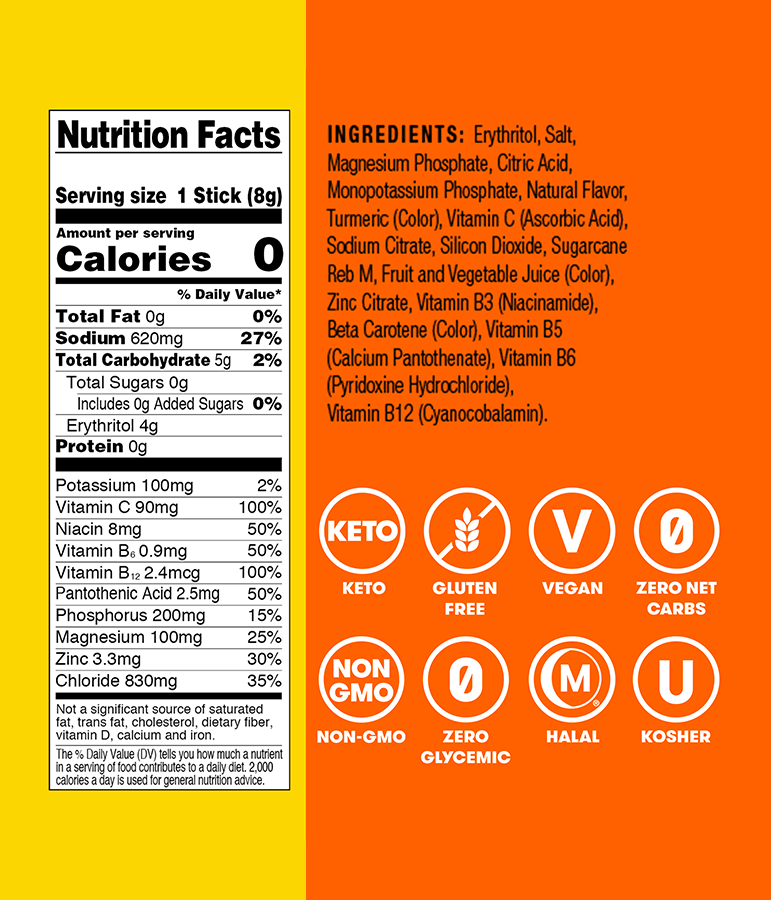 Nutrition Facts
Serving size 1 Stick (8g)
Amount per serving
Calories 0
% Daily Value*
Total Fat 0g 0%
Sodium 620mg 27%
Total Carbohydrate 5g 2%
Total Sugars 0g
Includes 0g Added Sugars 0%
Erythritol 4g
Protein 0g
Potassium 100mg 2%
Vitamin C 90mg 100%
Niacin 8mg 50%
Vitamin B6 0.9mg 50%
Vitamin B12 2.4mcg 100%
Pantothenic Acid 2.5mg 50%
Phosphorus 200mg 15%
Magnesium 100mg 25%
Zinc 3.3mg 30%
Chloride 830mg 35%
Not a significant source of saturated
fat, trans fat, cholesterol, dietary fiber,
vitamin D, calcium and iron.
The % Daily Value (DV) tells you how much a nutrient
in a serving of food contributes to a daily diet. 2,000
calories a day is used for general nutrition advice.
INGREDIENTS: Erythritol, Salt,
Magnesium Phosphate, Citric Acid,
Monopotassium Phosphate, Natural Flavor,
Turmeric (Color), Vitamin C (Ascorbic Acid),
Sodium Citrate, Silicon Dioxide, Sugarcane
Reb M, Fruit and Vegetable Juice (Color),
Zinc Citrate, Vitamin B3 (Niacinamide),
Beta Carotene (Color), Vitamin B5
(Calcium Pantothenate), Vitamin B6
(Pyridoxine Hydrochloride),
Vitamin B12 (Cyanocobalamin).
KETO
KETO
GLUTEN
FREE
V
VEGAN
0
ZERO NET
CARBS
NON
GMO
NON-GMO
0
ZERO
GLYCEMIC
M®
HALAL
U
KOSHER